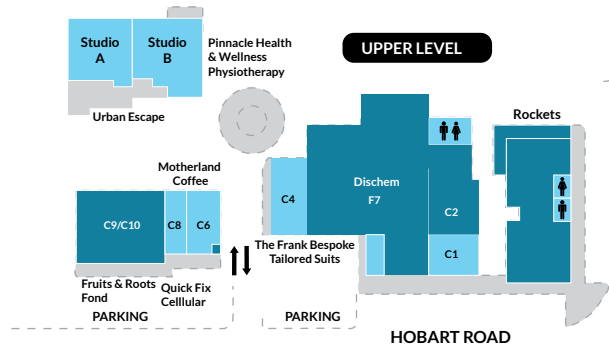 Studio
A
Studio
B
Pinnacle Health
& Wellness
Physiotherapy
Urban Escape
UPPER LEVEL
Rockets
Motherland
Coffee
C9/C10
C8
C6
C4
Dischem
F7
C2
C1
The Frank Bespoke
Tailored Suits
Fruits & Roots
Fond
Quick Fix
Celllular
PARKING
PARKING
HOBART ROAD